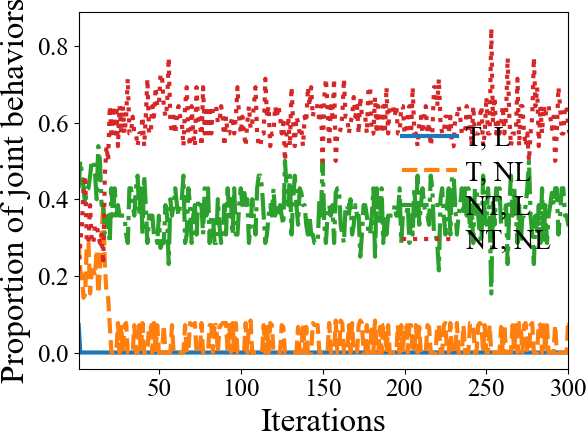 Proportion of joint behaviors
0.8
0.6
0.4
0.2
0.0
T, L
T, NL
NT, L
NT, NL
50
100
150
200
250
300
Iterations